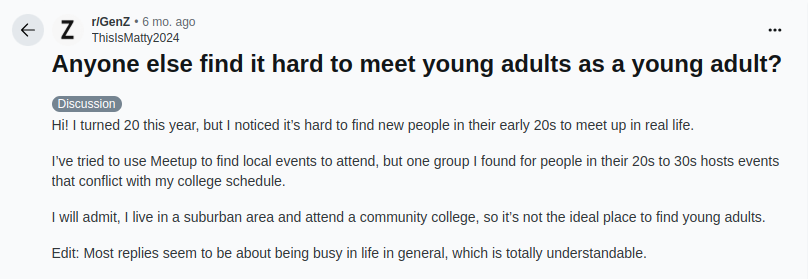 r/GenZ • 6 mo. ago
ThisIsMatty2024
Anyone else find it hard to meet young adults as a young adult?
Discussion
Hi! I turned 20 this year, but I noticed it’s hard to find new people in their early 20s to meet up in real life.
I’ve tried to use Meetup to find local events to attend, but one group I found for people in their 20s to 30s hosts events
that conflict with my college schedule.
I will admit, I live in a suburban area and attend a community college, so it’s not the ideal place to find young adults.
Edit: Most replies seem to be about being busy in life in general, which is totally understandable.